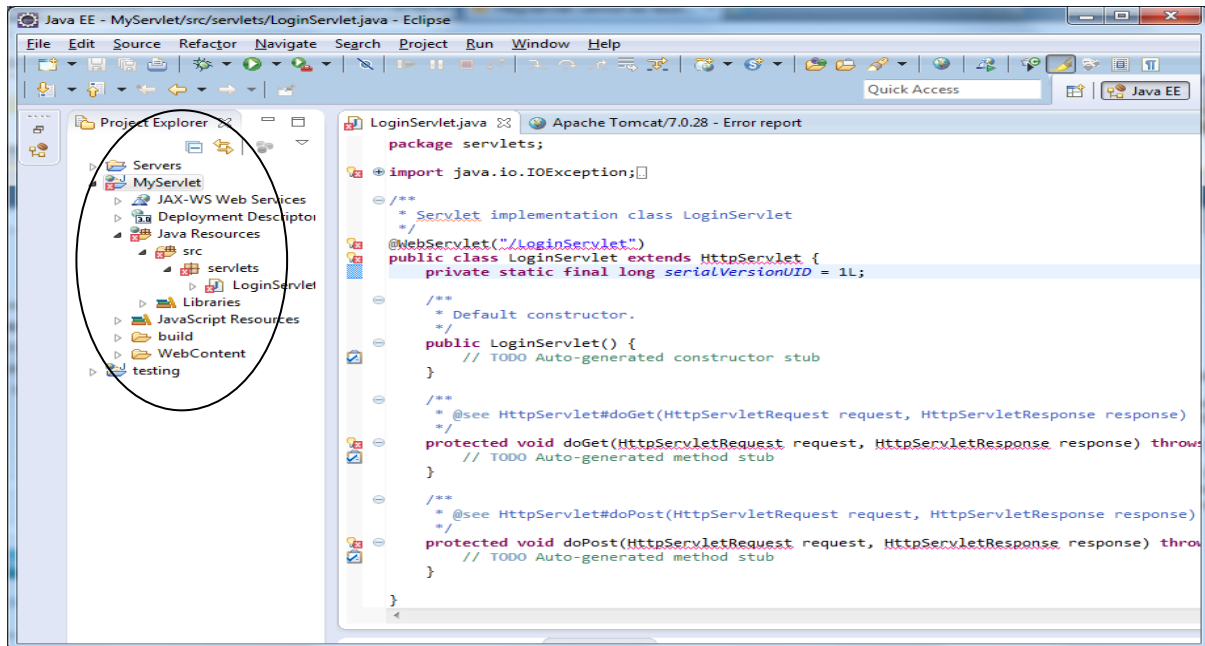 Java EE - MyServlet/src/servlets/LoginServlet.java - Eclipse
File Edit Source Refactor Navigate Search Project Run Window Help
Quick Access
Java EE
Project Explorer
Servers
MyServlet
JAX-WS Web Services
Deployment Descriptor
Java Resources
src
servlets
LoginServlet
Libraries
JavaScript Resources
build
WebContent
testing
LoginServlet.java Apache Tomcat/7.0.28 - Error report
package servlets;
import java.io.IOException;
/**
* Servlet implementation class LoginServlet
*/
@WebServlet("/LoginServlet")
public class LoginServlet extends HttpServlet {
private static final long serialVersionUID = 1L;
/**
* Default constructor.
*/
public LoginServlet() {
// TODO Auto-generated constructor stub
}
/**
* @see HttpServlet#doGet(HttpServletRequest request, HttpServletResponse response)
*/
protected void doGet(HttpServletRequest request, HttpServletResponse response) throws
// TODO Auto-generated method stub
}
/**
* @see HttpServlet#doPost(HttpServletRequest request, HttpServletResponse response)
*/
protected void doPost(HttpServletRequest request, HttpServletResponse response) throw
// TODO Auto-generated method stub
}
}